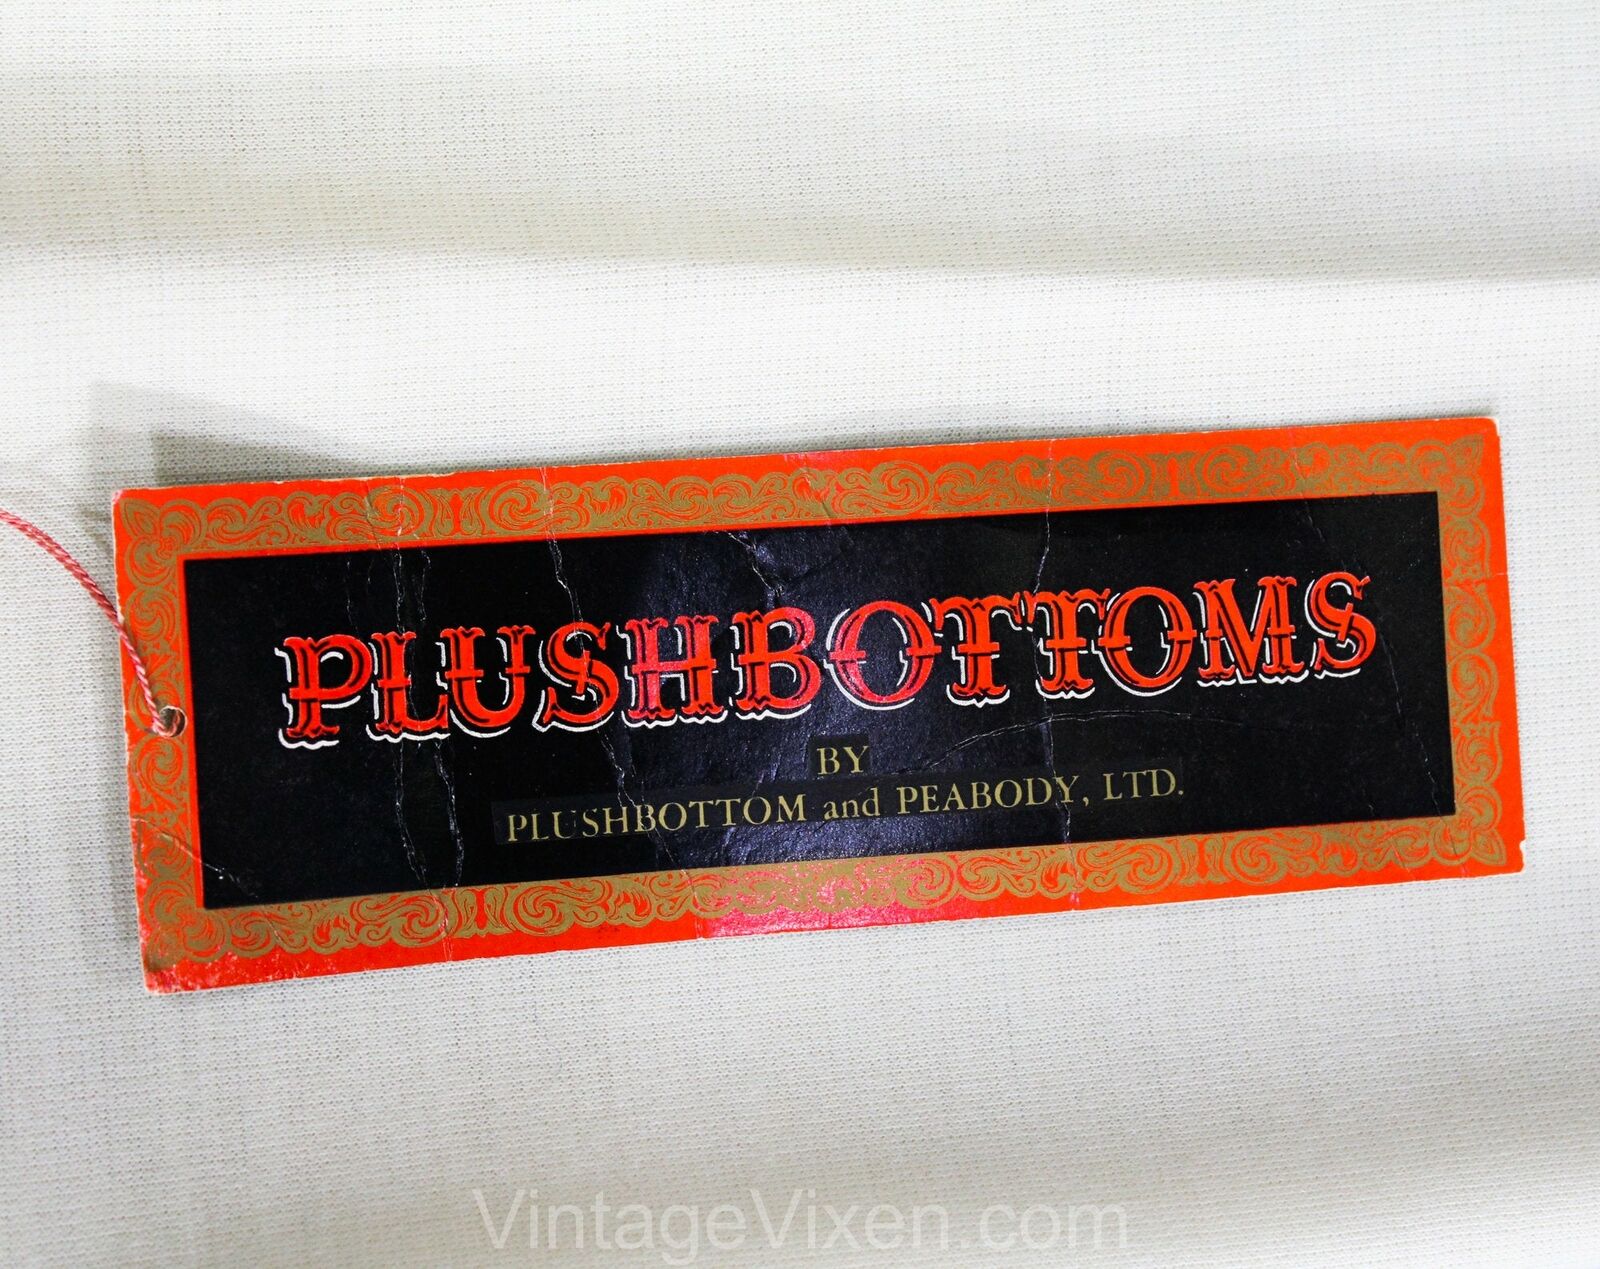 PLUSHBOTTOMS
BY
PLUSHBOTTOM and PEABODY, LTD.
VintageVixen.com